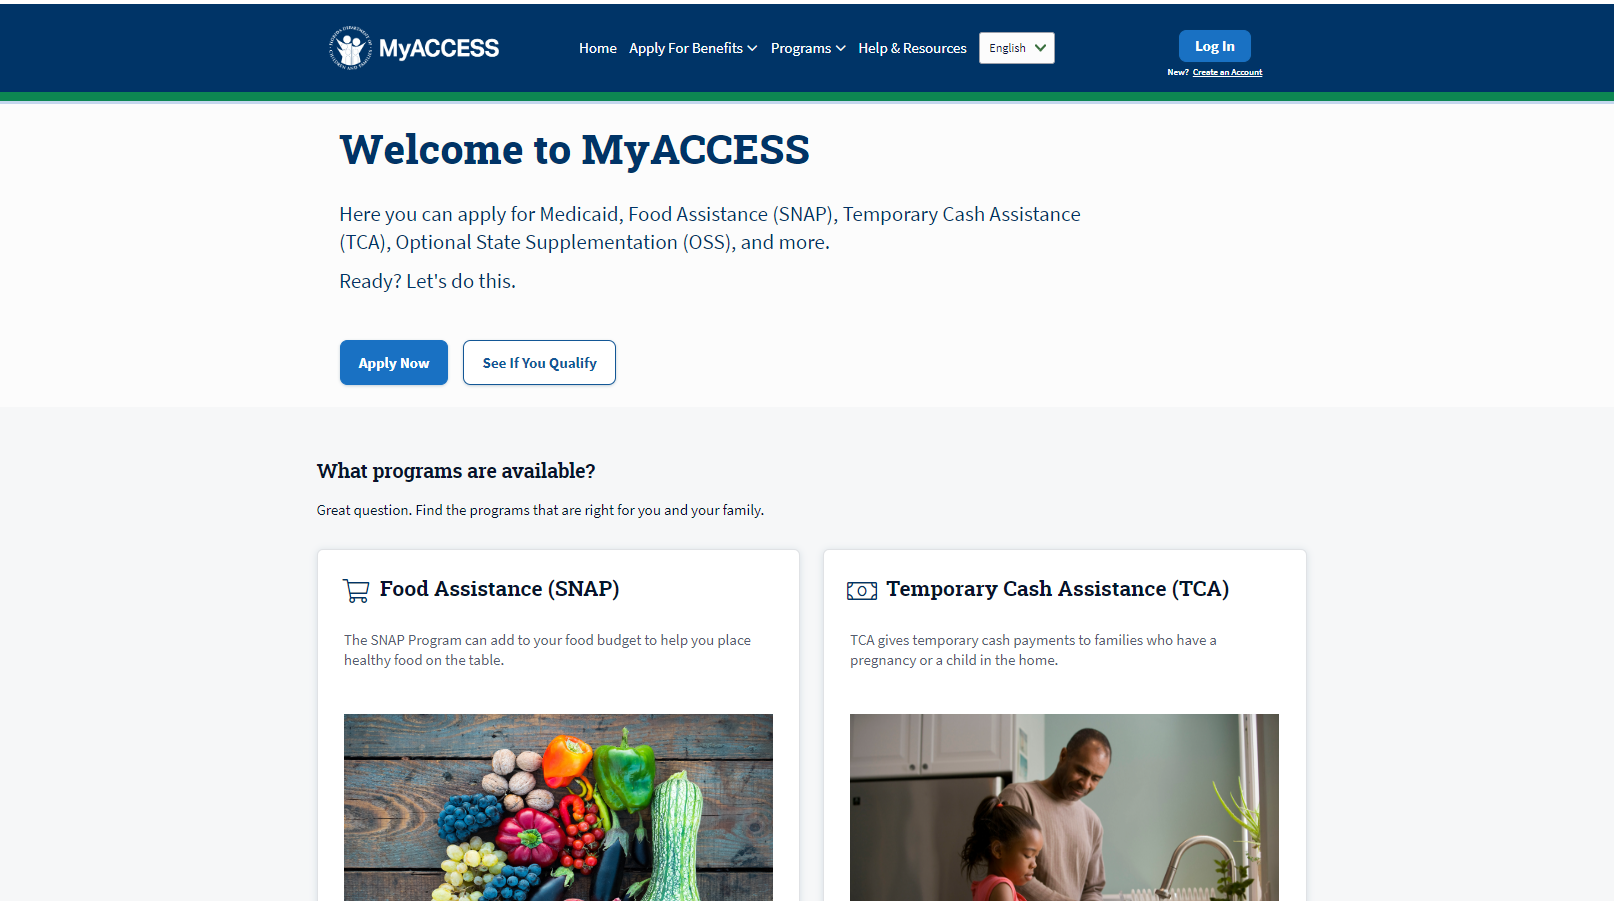 MyACCESS
Home
Apply For Benefits
Programs
Help & Resources
English
Log In
New? Create an Account
Welcome to MyACCESS
Here you can apply for Medicaid, Food Assistance (SNAP), Temporary Cash Assistance
(TCA), Optional State Supplementation (OSS), and more.
Ready? Let's do this.
Apply Now
See If You Qualify
What programs are available?
Great question. Find the programs that are right for you and your family.
Food Assistance (SNAP)
The SNAP Program can add to your food budget to help you place
healthy food on the table.
Temporary Cash Assistance (TCA)
TCA gives temporary cash payments to families who have a
pregnancy or a child in the home.